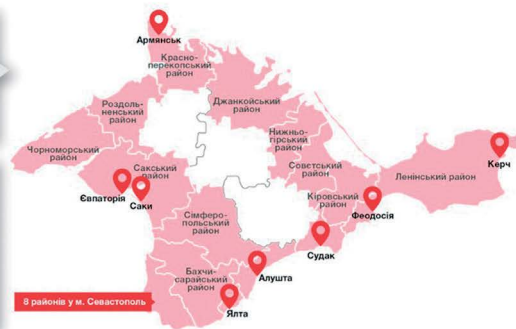 Армянськ
Красно-
перекопський
район
Джанкойський
район
Роздоль-
ненський
район
Нижньо-
гірський
район
Чорноморський
район
Керч
Совєтський
район
Сакський
район
Ленінський район
Євпаторія
Саки
Кіровський
район
Феодосія
Сімферо-
польський
район
Судак
Алушта
Бахчи-
сарайський
район
8 районів у м. Севастополь
Ялта